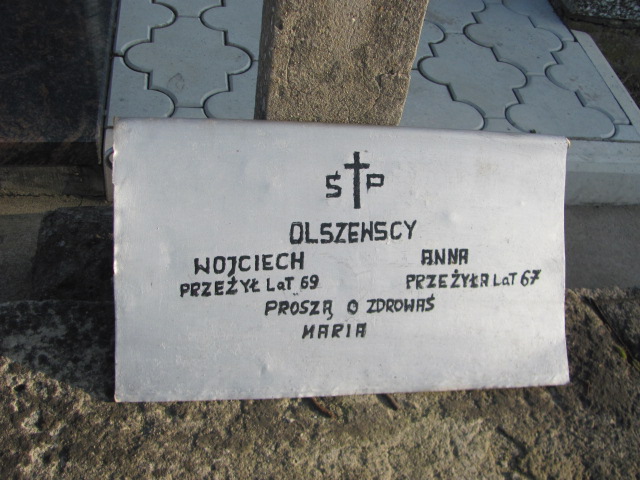 Ś✝P
OLSZEWSCY
WOJCIECH ANNA
PRZEŻYŁ LaT 69 PRZEŻYŁA LaT 67
PROSZĄ O ZDROWAŚ
MARIA